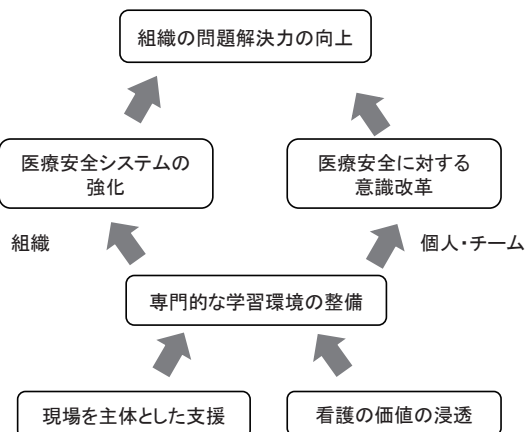 組織の問題解決力の向上
医療安全システムの
強化
医療安全に対する
意識改革
組織
個人・チーム
専門的な学習環境の整備
現場を主体とした支援
看護の価値の浸透